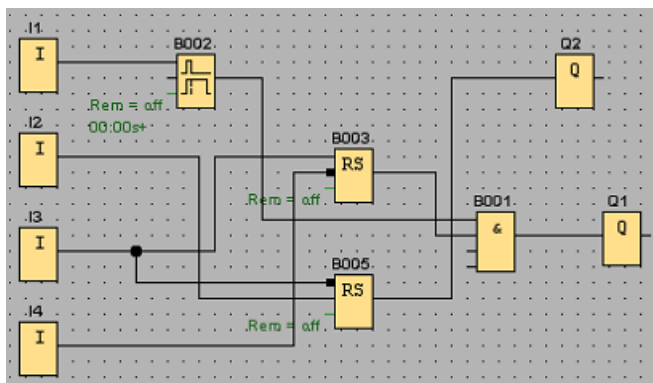 I1
I
B002
Rem = off
00:00s+
Q2
Q
I2
I
B003
RS
Rem = off
B001
&
Q1
Q
I3
I
B005
RS
Rem = off
I4
I